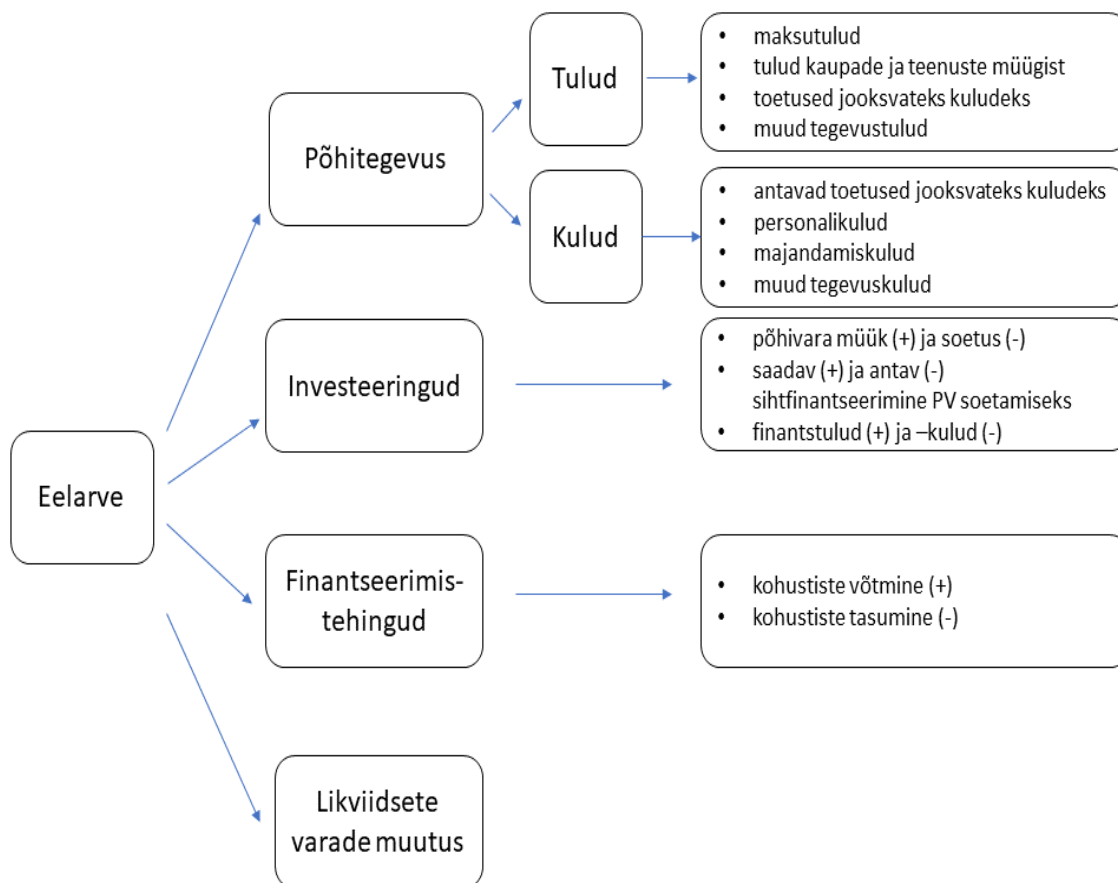 Eelarve
Põhitegevus
Tulud
• maksutulud
• tulud kaupade ja teenuste müügist
• toetused jooksvateks kuludeks
• muud tegevustulud
Kulud
• antavad toetused jooksvateks kuludeks
• personalikulud
• majandamiskulud
• muud tegevuskulud
Investeeringud
• põhivara müük (+) ja soetus (-)
• saadav (+) ja antav (-)
sihtfinantseerimine PV soetamiseks
• finantstulud (+) ja –kulud (-)
Finantseerimis-
tehingud
• kohustiste võtmine (+)
• kohustiste tasumine (-)
Likviidsete
varade muutus